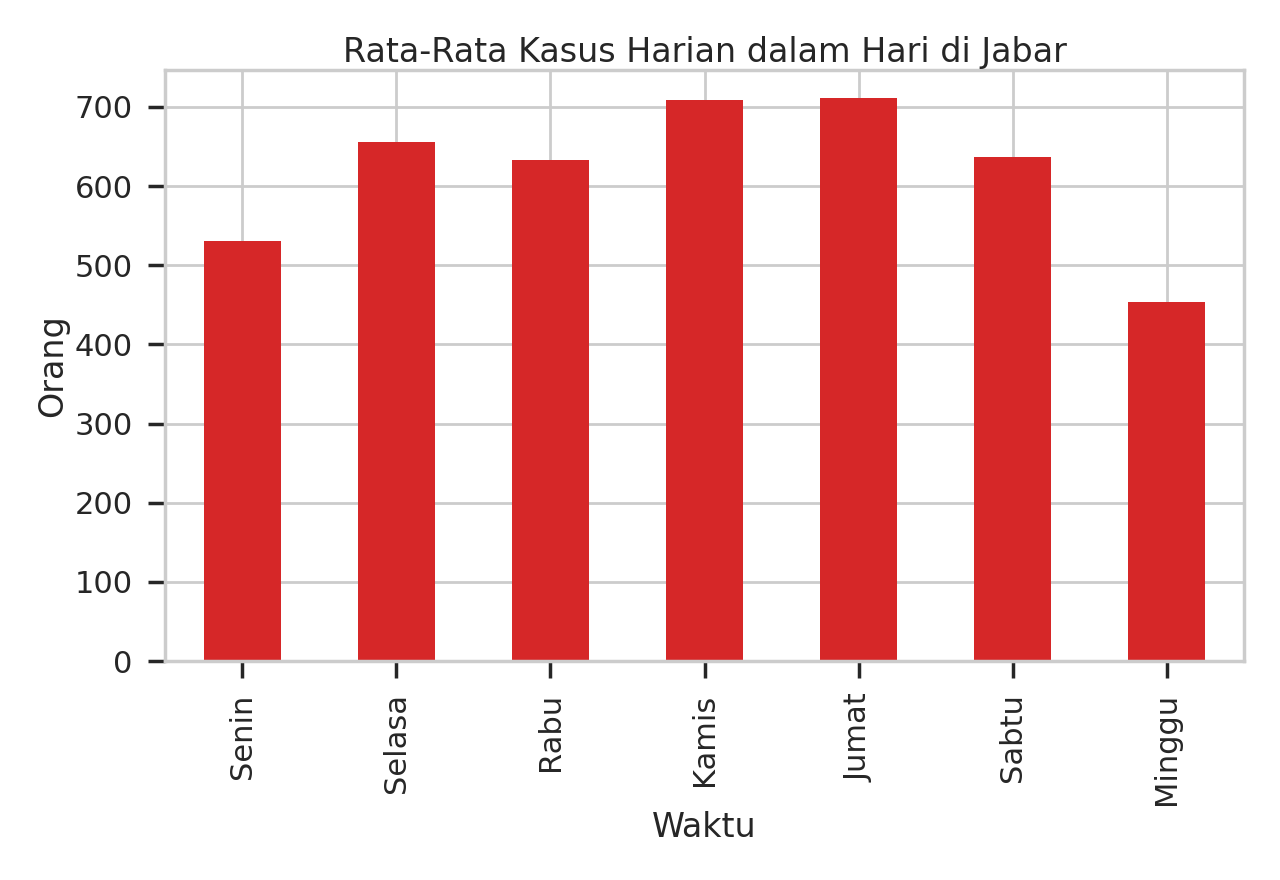 Rata-Rata Kasus Harian dalam Hari di Jabar
Orang
700
600
500
400
300
200
100
0
Senin
Selasa
Rabu
Kamis
Jumat
Sabtu
Minggu
Waktu